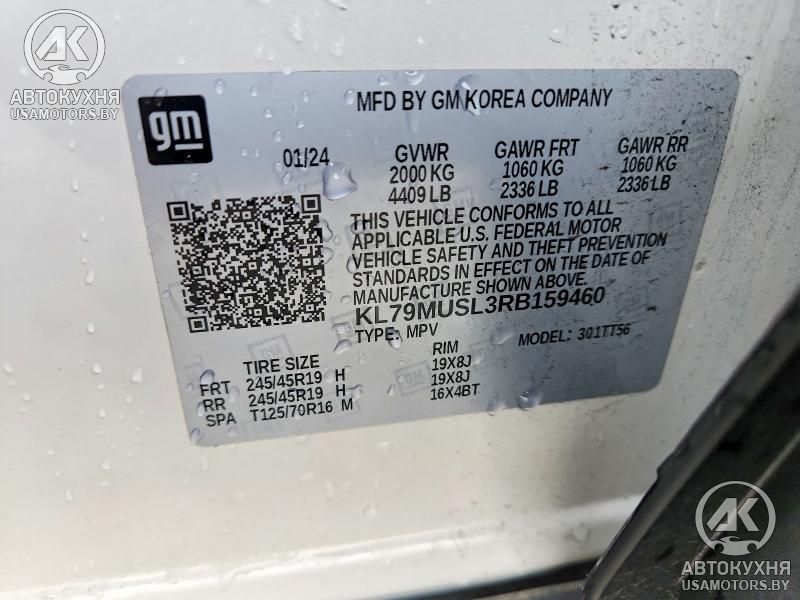 АК
АВТОКУХНЯ
USAMOTORS.BY
gm
MFD BY GM KOREA COMPANY
01/24
GVWR
2000 KG
4409 LB
GAWR FRT
1060 KG
2336 LB
GAWR RR
1060 KG
2336 LB
THIS VEHICLE CONFORMS TO ALL
APPLICABLE U.S. FEDERAL MOTOR
VEHICLE SAFETY AND THEFT PREVENTION
STANDARDS IN EFFECT ON THE DATE OF
MANUFACTURE SHOWN ABOVE.
KL79MUSL3RB159460
TYPE: MPV
MODEL: 301TT56
TIRE SIZE RIM
FRT 245/45R19 H 19X8J
RR 245/45R19 H 19X8J
SPA T125/70R16 M 16X4BT
GM
АК
АВТОКУХНЯ
USAMOTORS.BY